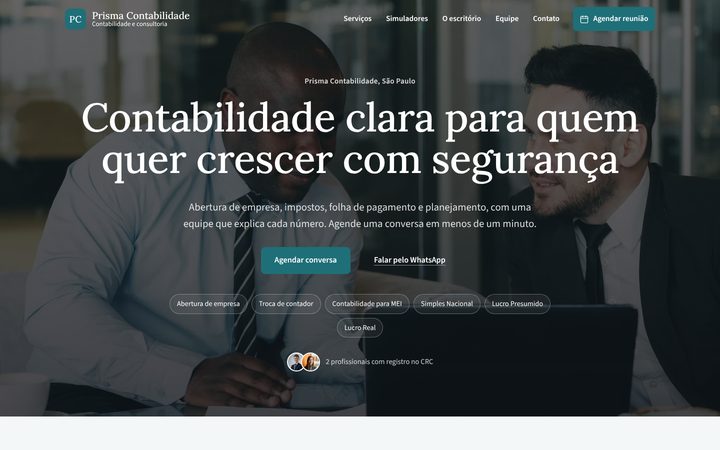 PC
Prisma Contabilidade
Contabilidade e consultoria
Serviços
Simuladores
O escritório
Equipe
Contato
Agendar reunião
Prisma Contabilidade, São Paulo
Contabilidade clara para quem
quer crescer com segurança
Abertura de empresa, impostos, folha de pagamento e planejamento, com uma
equipe que explica cada número. Agende uma conversa em menos de um minuto.
Agendar conversa
Falar pelo WhatsApp
Abertura de empresa
Troca de contador
Contabilidade para MEI
Simples Nacional
Lucro Presumido
Lucro Real
2 profissionais com registro no CRC